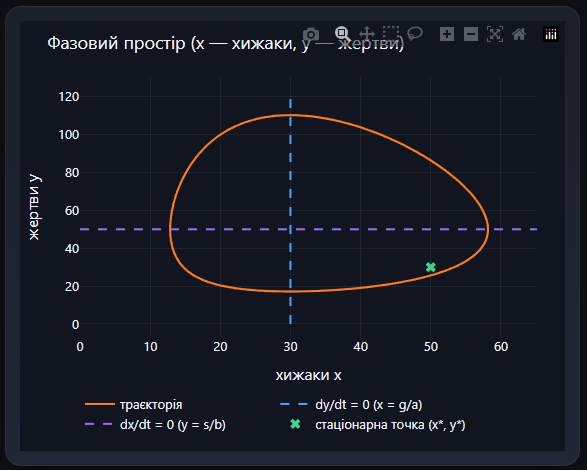 Фазовий простір (x — хижаки, y — жертви)
жертви y
120
100
80
60
40
20
0
0 10 20 30 40 50 60
хижаки x
траєкторія
dy/dt = 0 (x = g/a)
dx/dt = 0 (y = s/b)
стаціонарна точка (x*, y*)